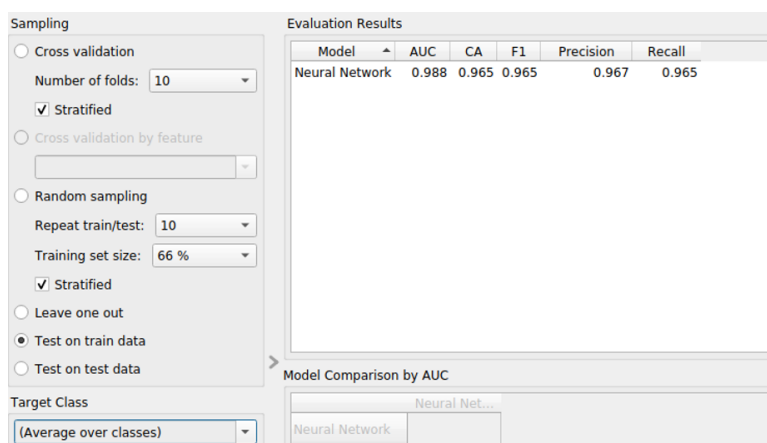 Sampling
Cross validation
Number of folds: 10
Stratified
Cross validation by feature
Random sampling
Repeat train/test: 10
Training set size: 66 %
Stratified
Leave one out
Test on train data
Test on test data
Target Class
(Average over classes)
Evaluation Results
Model AUC CA F1 Precision Recall
Neural Network 0.988 0.965 0.965 0.967 0.965
Model Comparison by AUC
Neural Net...
Neural Network